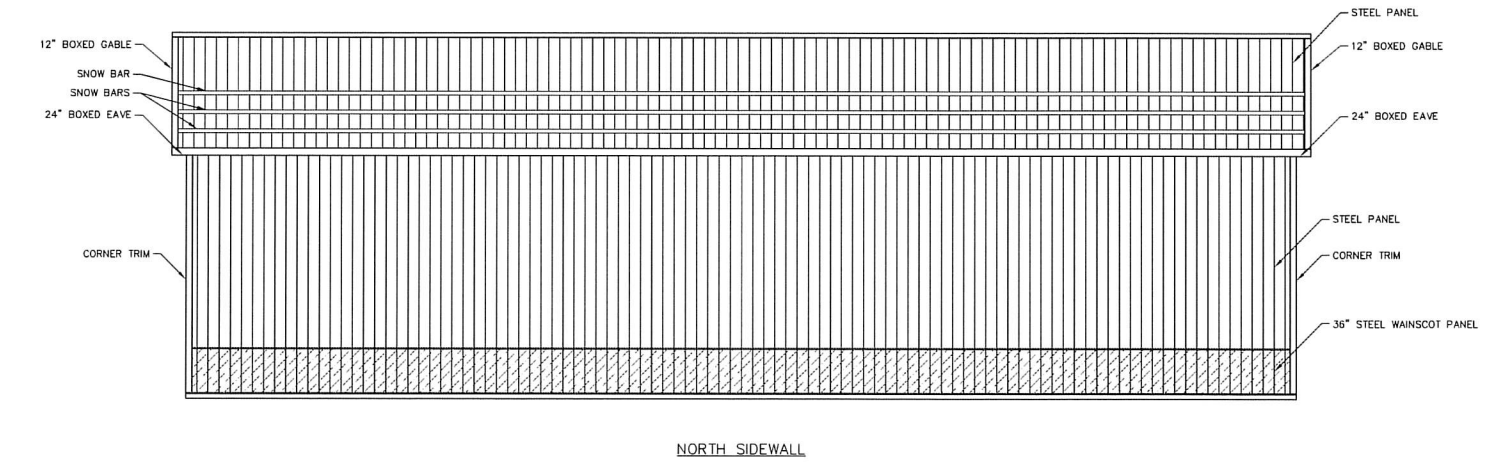 STEEL PANEL
12" BOXED GABLE
12" BOXED GABLE
SNOW BAR
SNOW BARS
24" BOXED EAVE
24" BOXED EAVE
STEEL PANEL
CORNER TRIM
CORNER TRIM
36" STEEL WAINSCOT PANEL
NORTH SIDEWALL